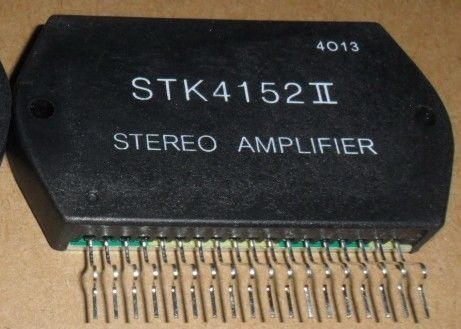 4013
STK4152II
STEREO AMPLIFIER